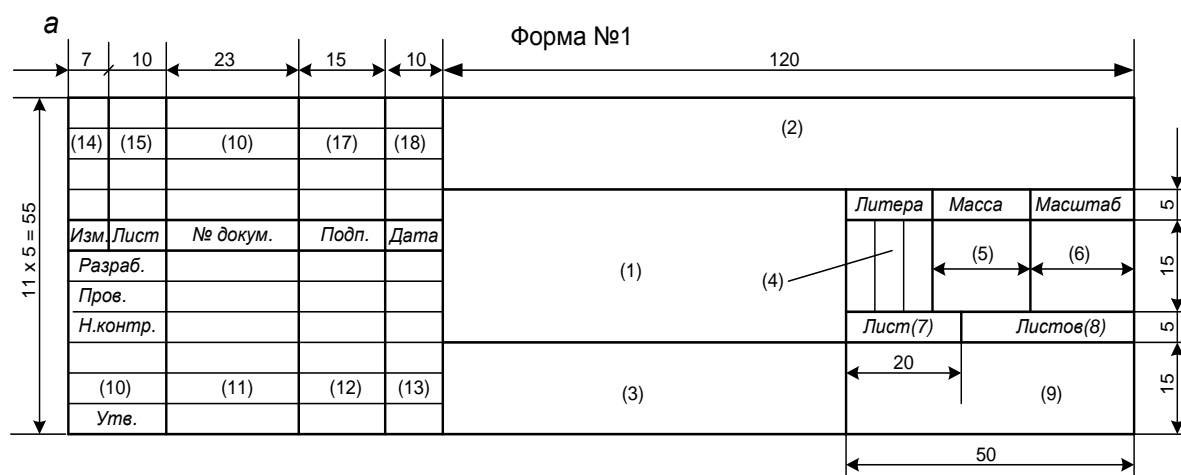 а
Форма №1
7 10 23 15 10 120
(2)
(14) (15) (10) (17) (18)
Литера Масса Масштаб 5
Изм. Лист № докум. Подп. Дата
11 x 5 = 55
(1) (4) (5) (6) 15
Разраб.
Пров.
Н.контр. Лист(7) Листов(8) 5
20
(10) (11) (12) (13) (3) (9) 15
Утв.
50